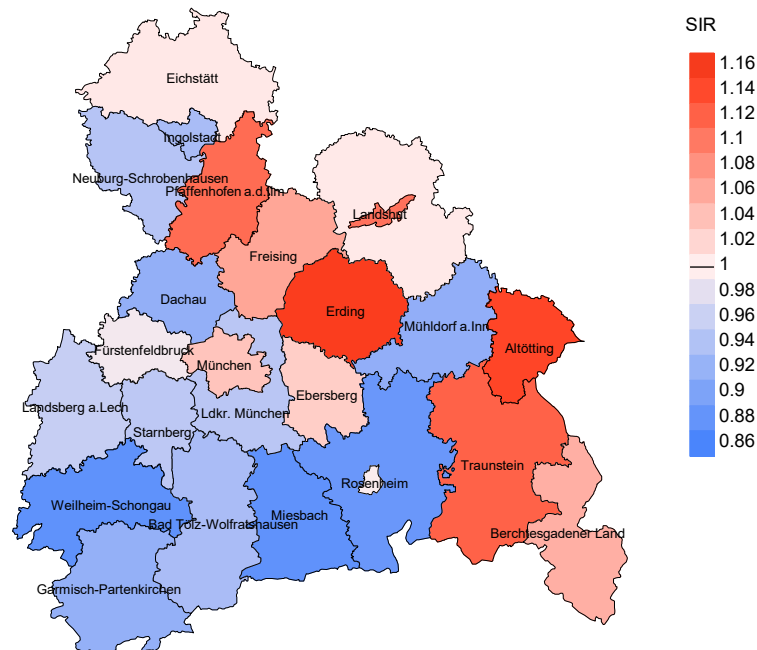 SIR
1.16
1.14
1.12
1.1
1.08
1.06
1.04
1.02
1
0.98
0.96
0.94
0.92
0.9
0.88
0.86
Eichstätt
Ingolstadt
Neuburg-Schrobenhausen
Pfaffenhofen a.d.Ilm
Landshut
Freising
Dachau
Erding
Mühldorf a.Inn
Altötting
Fürstenfeldbruck
München
Ebersberg
Landsberg a.Lech
Ldkr. München
Starnberg
Traunstein
Rosenheim
Weilheim-Schongau
Miesbach
Bad Tölz-Wolfratshausen
Berchtesgadener Land
Garmisch-Partenkirchen